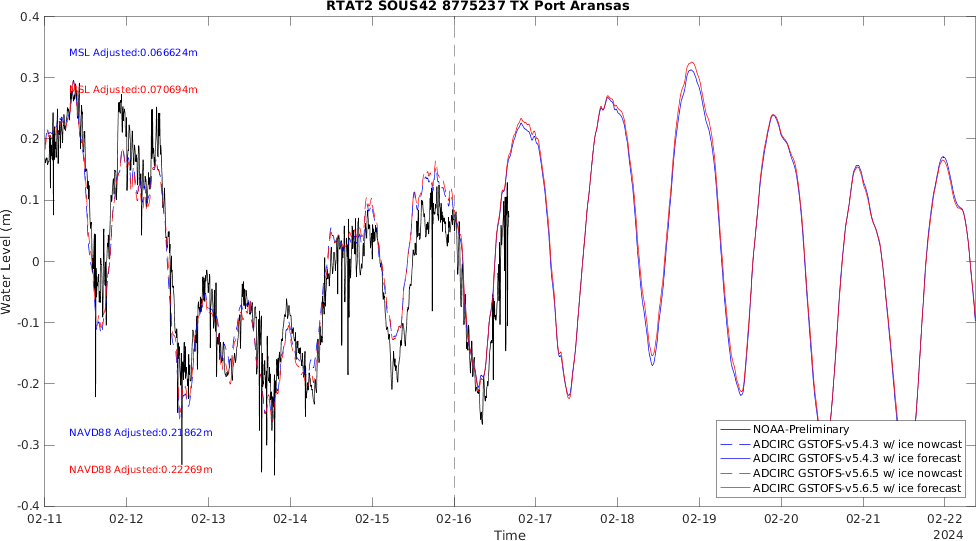 RTAT2 SOUS42 8775237 TX Port Aransas
0.4
0.3
0.2
0.1
0
-0.1
-0.2
-0.3
-0.4
Water Level (m)
MSL Adjusted:0.066624m
MSL Adjusted:0.070694m
NAVD88 Adjusted:0.21862m
NAVD88 Adjusted:0.22269m
NOAA-Preliminary
ADCIRC GSTOFS-v5.4.3 w/ ice nowcast
ADCIRC GSTOFS-v5.4.3 w/ ice forecast
ADCIRC GSTOFS-v5.6.5 w/ ice nowcast
ADCIRC GSTOFS-v5.6.5 w/ ice forecast
02-11 02-12 02-13 02-14 02-15 02-16 02-17 02-18 02-19 02-20 02-21 02-22
2024
Time